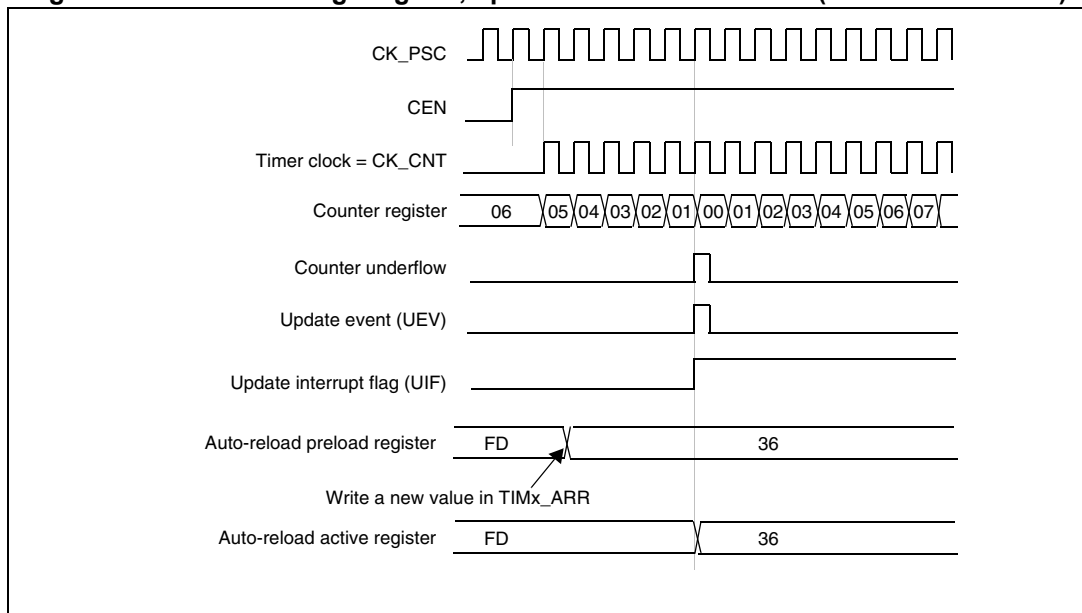 CK_PSC
CEN
Timer clock = CK_CNT
Counter register 06 05 04 03 02 01 00 01 02 03 04 05 06 07
Counter underflow
Update event (UEV)
Update interrupt flag (UIF)
Auto-reload preload register FD 36
Write a new value in TIMx_ARR
Auto-reload active register FD 36